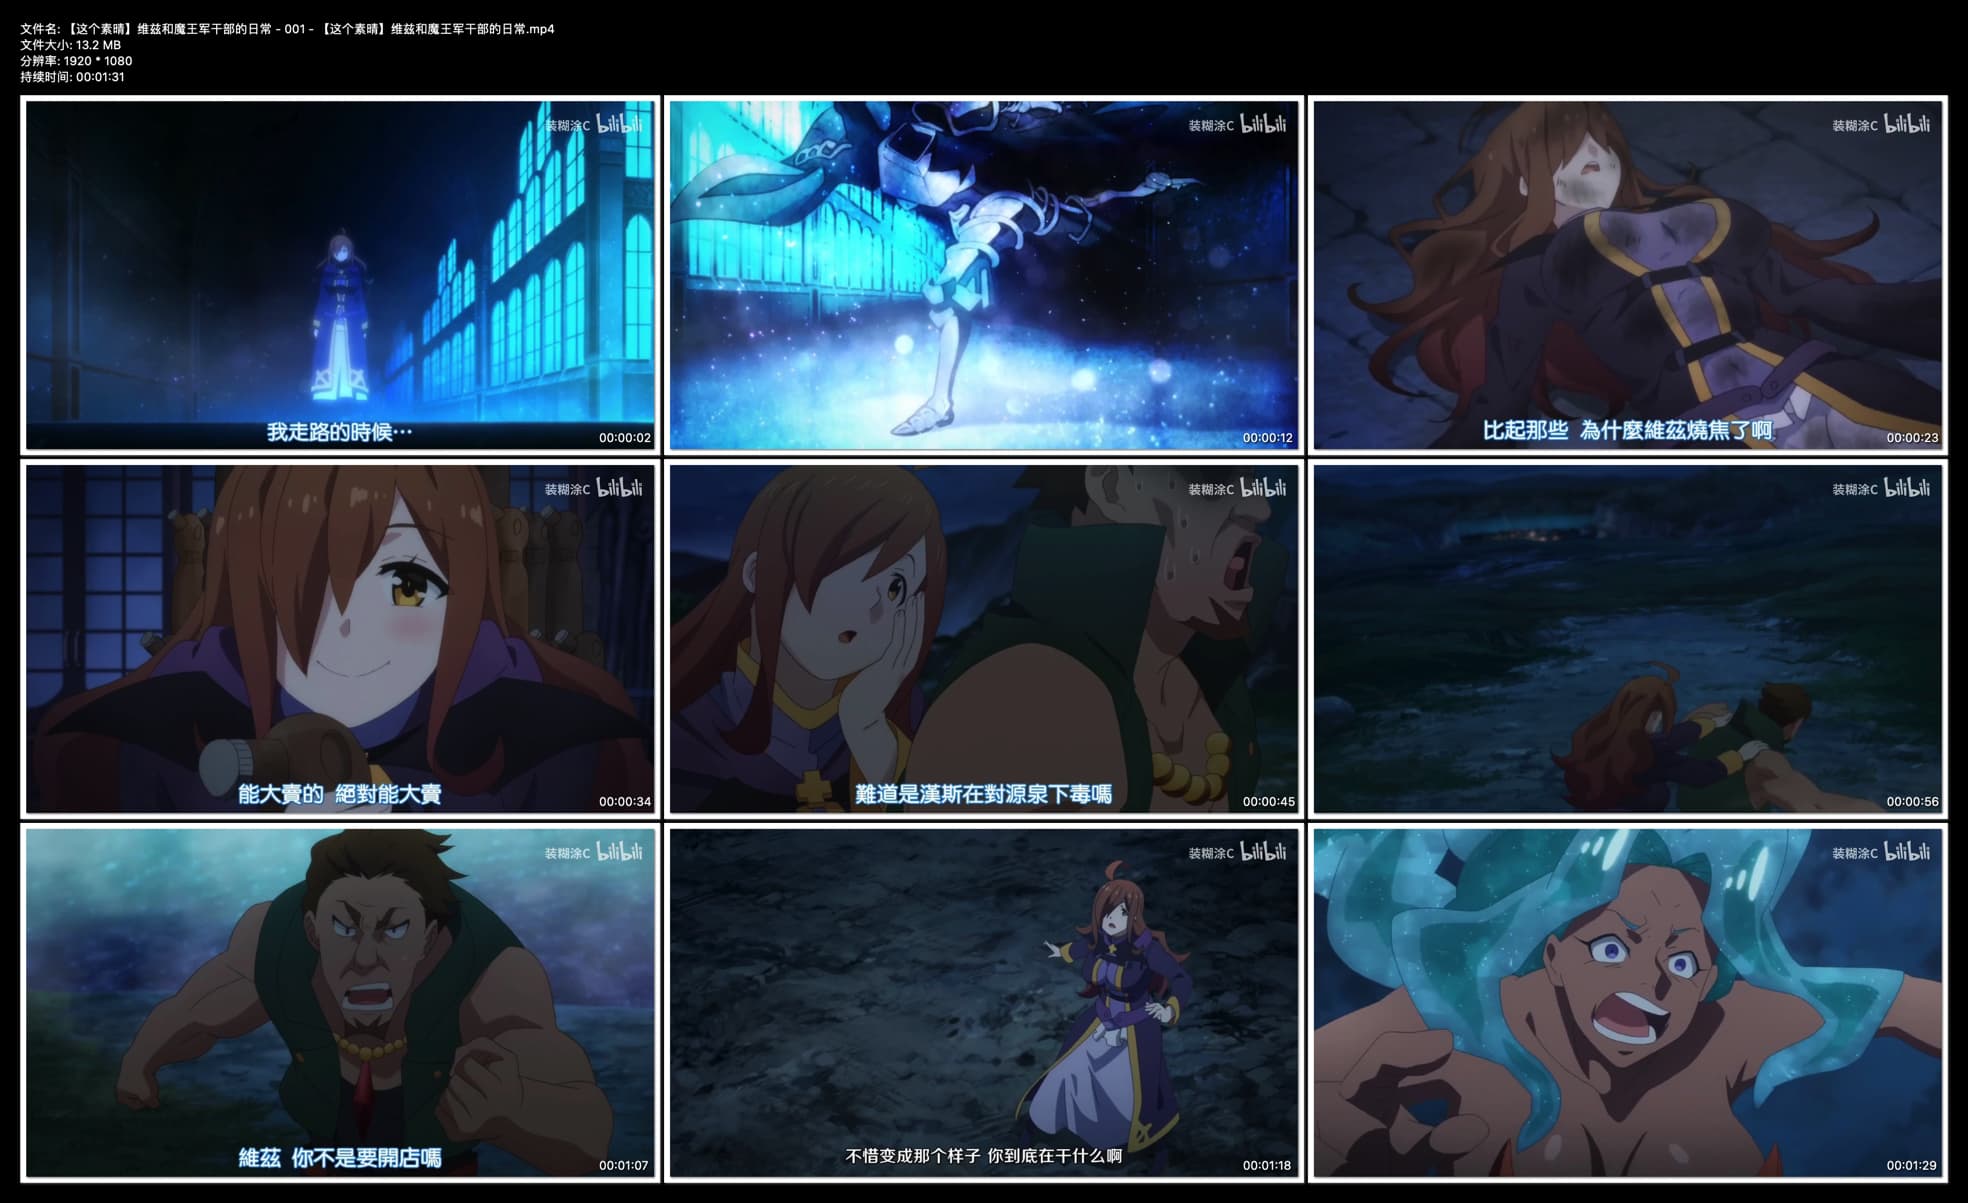 文件名: 【这个素晴】维兹和魔王军干部的日常 - 001 - 【这个素晴】维兹和魔王军干部的日常.mp4
文件大小: 13.2 MB
分辨率: 1920 * 1080
持续时间: 00:01:31
装糊涂C bilibili
我走路的時候…
00:00:02
装糊涂C bilibili
00:00:12
装糊涂C bilibili
比起那些 為什麼維茲燒焦了啊
00:00:23
装糊涂C bilibili
能大賣的 絕對能大賣
00:00:34
装糊涂C bilibili
難道是漢斯在對源泉下毒嗎
00:00:45
装糊涂C bilibili
00:00:56
装糊涂C bilibili
維茲 你不是要開店嗎
00:01:07
装糊涂C bilibili
不惜变成那个样子 你到底在干什么啊
00:01:18
装糊涂C bilibili
00:01:29